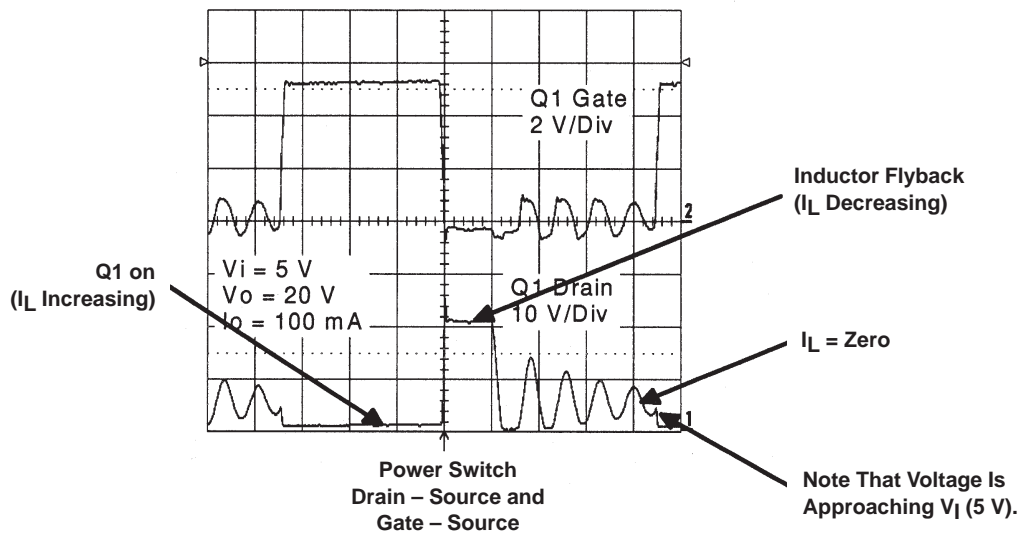 Q1 Gate
2 V/Div
Inductor Flyback
(IL Decreasing)
2
Q1 on
(IL Increasing)
Vi = 5 V
Vo = 20 V
Io = 100 mA
Q1 Drain
10 V/Div
IL = Zero
1
Power Switch
Drain – Source and
Gate – Source
Note That Voltage Is
Approaching VI (5 V).